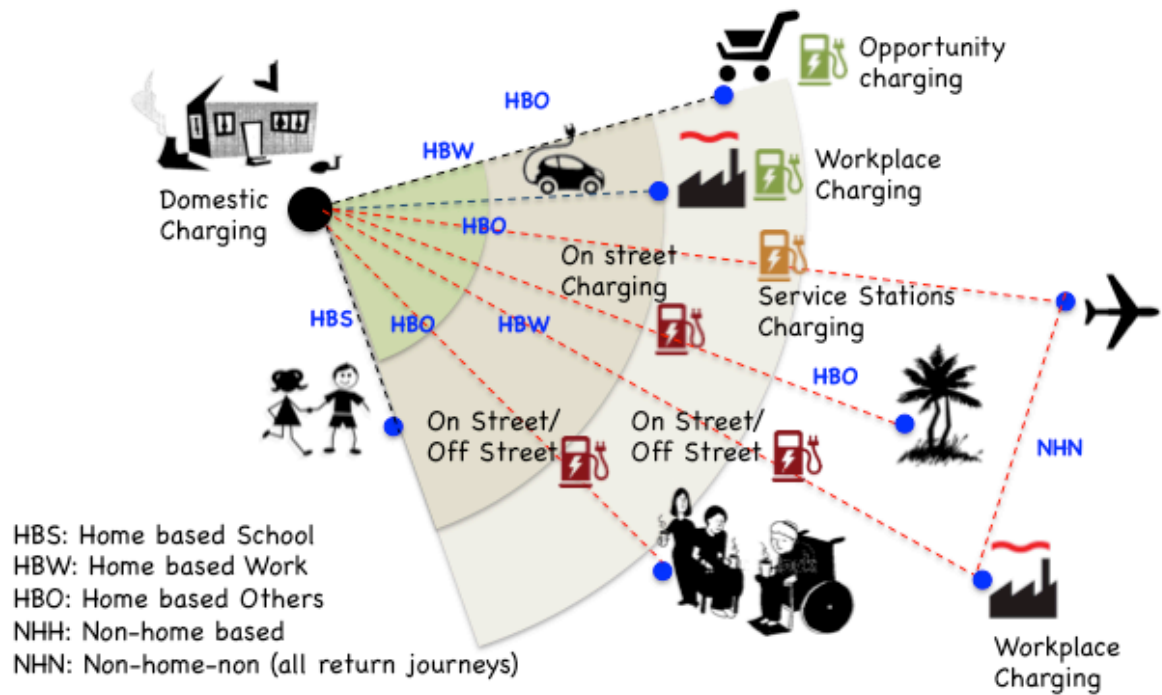 Opportunity
charging
HBO
HBW
Workplace
Charging
Domestic
Charging
HBO
On street
Charging
Service Stations
Charging
HBS
HBO
HBW
HBO
On Street/
Off Street
On Street/
Off Street
NHN
HBS: Home based School
HBW: Home based Work
HBO: Home based Others
NHH: Non-home based
NHN: Non-home-non (all return journeys)
Workplace
Charging